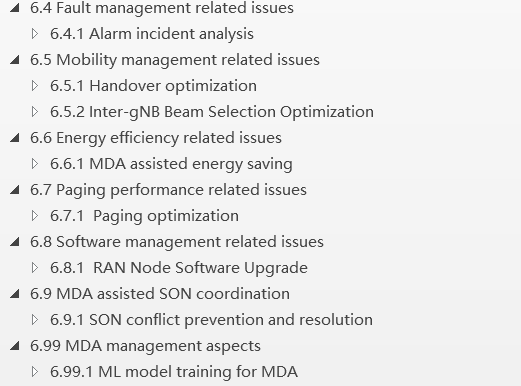 6.4 Fault management related issues
6.4.1 Alarm incident analysis
6.5 Mobility management related issues
6.5.1 Handover optimization
6.5.2 Inter-gNB Beam Selection Optimization
6.6 Energy efficiency related issues
6.6.1 MDA assisted energy saving
6.7 Paging performance related issues
6.7.1  Paging optimization
6.8 Software management related issues
6.8.1  RAN Node Software Upgrade
6.9 MDA assisted SON coordination
6.9.1 SON conflict prevention and resolution
6.99 MDA management aspects
6.99.1 ML model training for MDA